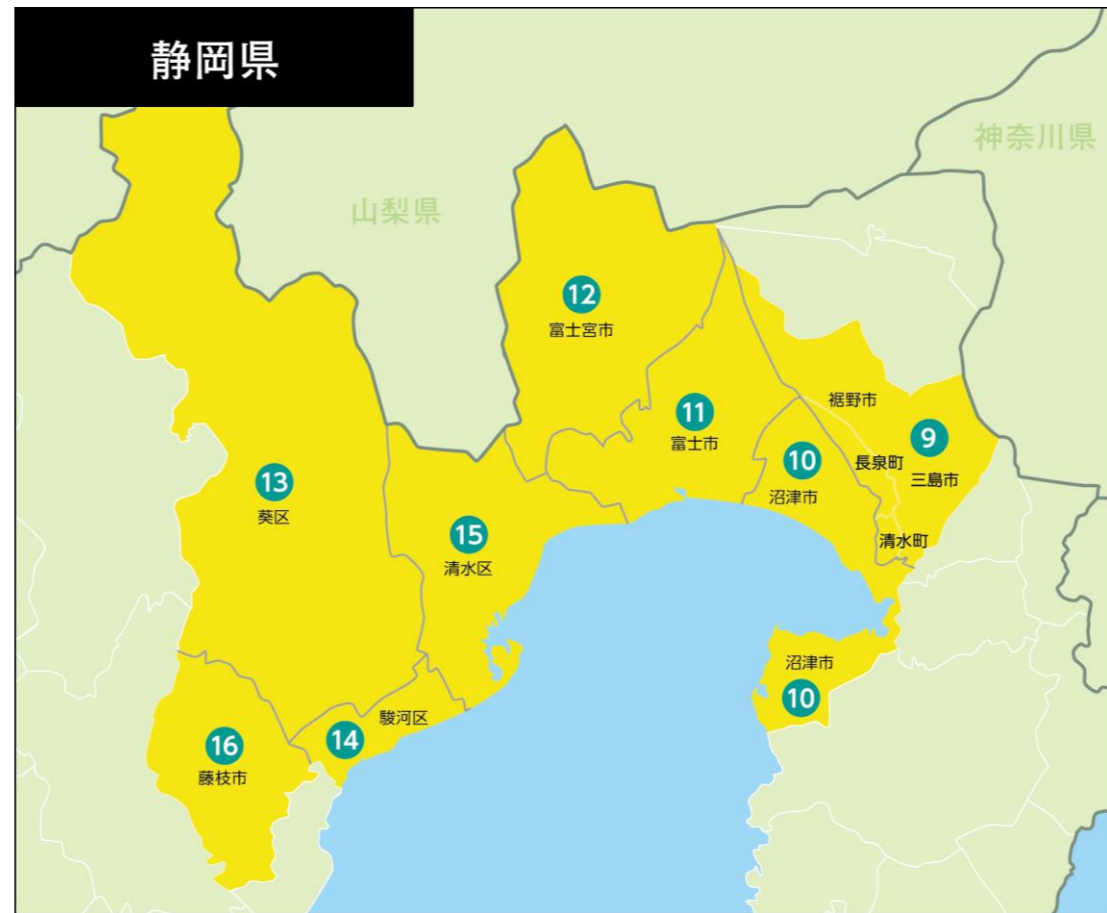 静岡県
神奈川県
山梨県
12
富士宮市
裾野市
11
富士市
9
三島市
10
沼津市
長泉町
清水町
13
葵区
15
清水区
沼津市
10
駿河区
14
16
藤枝市